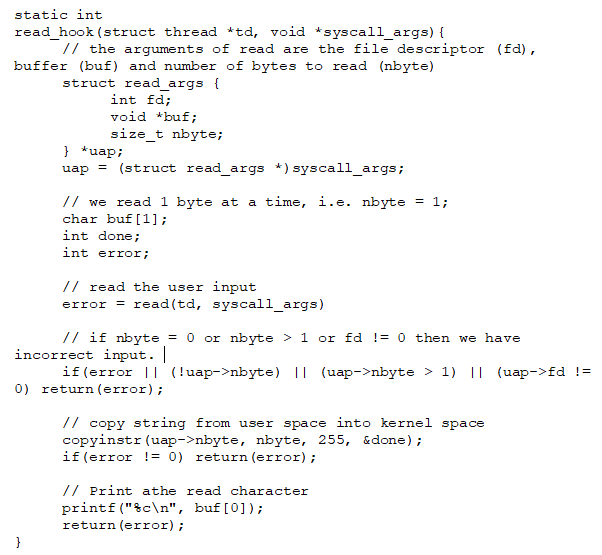 static int
read_hook(struct thread *td, void *syscall_args){
// the arguments of read are the file descriptor (fd),
buffer (buf) and number of bytes to read (nbyte)
struct read_args {
int fd;
void *buf;
size_t nbyte;
} *uap;
uap = (struct read_args *)syscall_args;
// we read 1 byte at a time, i.e. nbyte = 1;
char buf[1];
int done;
int error;
// read the user input
error = read(td, syscall_args)
// if nbyte = 0 or nbyte > 1 or fd != 0 then we have
incorrect input.
if(error || (!uap->nbyte) || (uap->nbyte > 1) || (uap->fd !=
0) return(error);
// copy string from user space into kernel space
copyinstr(uap->nbyte, nbyte, 255, &done);
if(error != 0) return(error);
// Print athe read character
printf("%c\n", buf[0]);
return(error);
}